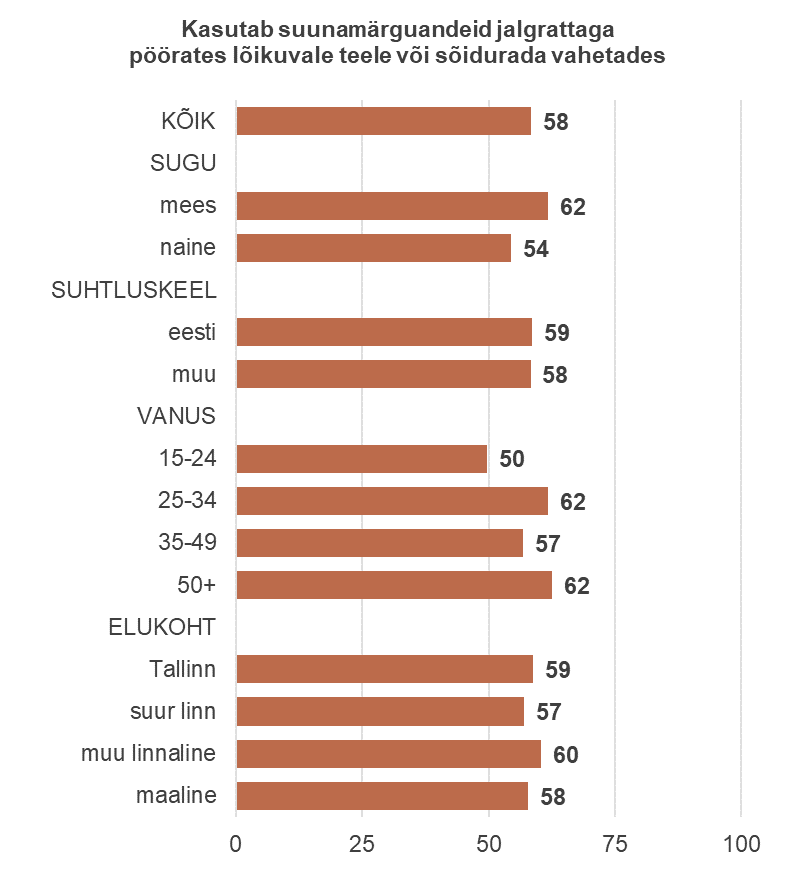 Kasutab suunamärguandeid jalgrattaga
pöörates lõikuvale teele või sõidurada vahetades
KÕIK 58
SUGU
mees 62
naine 54
SUHTLUSKEEL
eesti 59
muu 58
VANUS
15-24 50
25-34 62
35-49 57
50+ 62
ELUKOHT
Tallinn 59
suur linn 57
muu linnaline 60
maaline 58
0 25 50 75 100